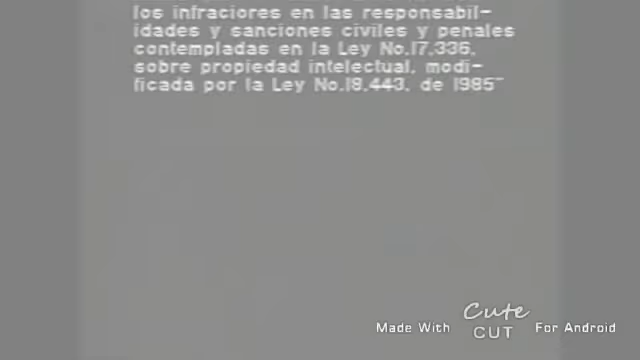 los infraciores en las responsabil-
idades y sanciones civiles y penales
contempladas en la Ley No.17.336.
sobre propiedad intelectual, modi-
ficada por la Ley No.18.443. de 1985"
Made With Cute CUT For Android